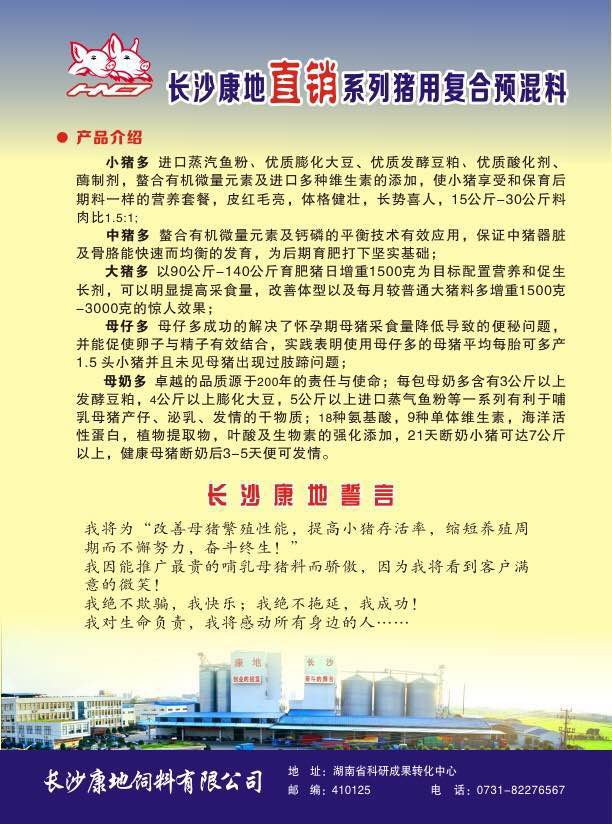 HND
长沙康地直销系列猪用复合预混料
● 产品介绍
小猪多 进口蒸汽鱼粉、优质膨化大豆、优质发酵豆粕、优质酸化剂、
酶制剂，螯合有机微量元素及进口多种维生素的添加，使小猪享受和保育后
期料一样的营养套餐，皮红毛亮，体格健壮，长势喜人，15公斤-30公斤料
肉比1.5:1;
中猪多 螯合有机微量元素及钙磷的平衡技术有效应用，保证中猪器脏
及骨胳能快速而均衡的发育，为后期育肥打下坚实基础；
大猪多 以90公斤-140公斤育肥猪日增重1500克为目标配置营养和促生
长剂，可以明显提高采食量，改善体型以及每月较普通大猪料多增重1500克
-3000克的惊人效果；
母仔多 母仔多成功的解决了怀孕期母猪采食量降低导致的便秘问题，
并能促使卵子与精子有效结合，实践表明使用母仔多的母猪平均每胎可多产
1.5 头小猪并且未见母猪出现过肢蹄问题；
母奶多 卓越的品质源于200年的责任与使命；每包母奶多含有3公斤以上
发酵豆粕，4公斤以上膨化大豆，5公斤以上进口蒸气鱼粉等一系列有利于哺
乳母猪产仔、泌乳、发情的干物质；18种氨基酸，9种单体维生素，海洋活
性蛋白，植物提取物，叶酸及生物素的强化添加，21天断奶小猪可达7公斤
以上，健康母猪断奶后3-5天便可发情。
长沙康地誓言
我将为“改善母猪繁殖性能，提高小猪存活率，缩短养殖周
期而不懈努力，奋斗终生！”
我因能推广最贵的哺乳母猪料而骄傲，因为我将看到客户满
意的微笑！
我绝不欺骗，我快乐；我绝不拖延，我成功！
我对生命负责，我将感动所有身边的人……
康地
长沙
长沙康地饲料有限公司
地 址：湖南省科研成果转化中心
邮 编：410125 电 话：0731-82276567